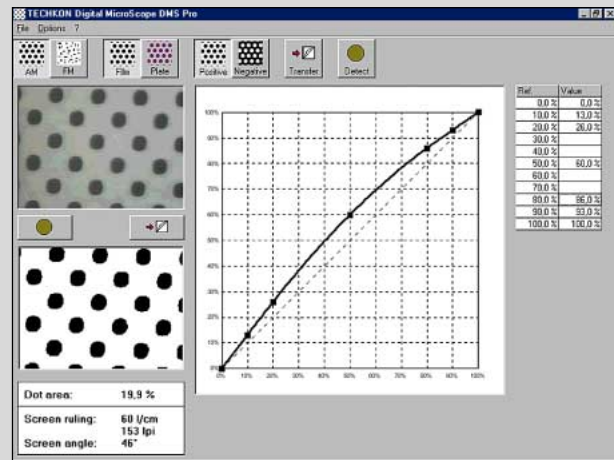 TECHKON Digital MicroScope DMS Pro
File Options ?
AM FM Film Plate Positive Negative Transfer Detect
Ref. Value
0,0 % 0,0 %
10,0 % 13,0 %
20,0 % 26,0 %
30,0 %
40,0 %
50,0 % 60,0 %
60,0 %
70,0 %
80,0 % 86,0 %
90,0 % 93,0 %
100,0 % 100,0 %
100%
90%
80%
70%
60%
50%
40%
30%
20%
10%
0%
0% 10% 20% 30% 40% 50% 60% 70% 80% 90% 100%
Dot area: 19,9 %
Screen ruling: 60 l/cm
153 lpi
Screen angle: 46°